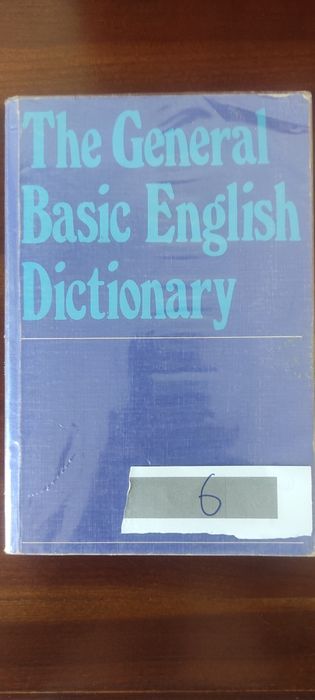 The General
Basic English
Dictionary
6